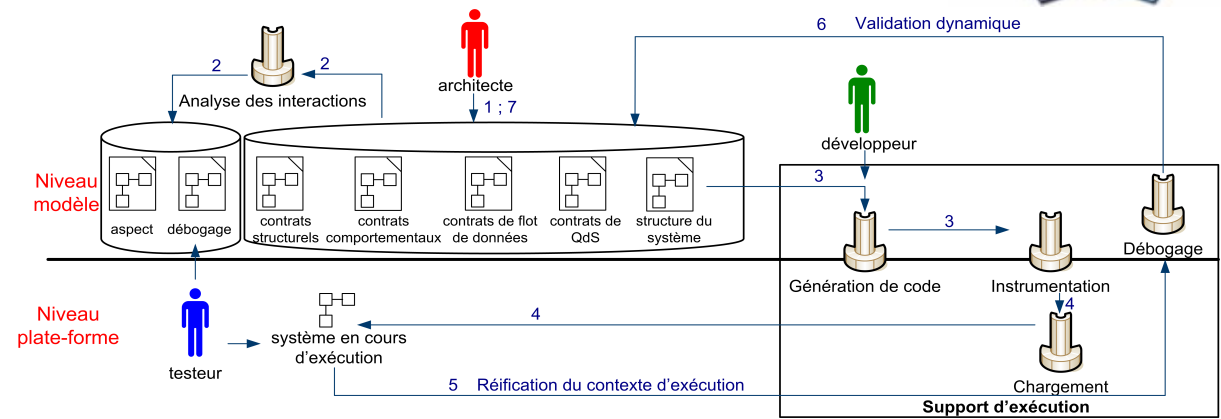 6 Validation dynamique
2
2
Analyse des interactions
architecte
1 ; 7
développeur
Niveau
modèle
aspect
débogage
contrats
structurels
contrats
comportementaux
contrats de flot
de données
contrats de
QdS
structure du
système
3
3
Génération de code
Instrumentation
Débogage
Niveau
plate-forme
testeur
système en cours
d'exécution
4
4
Chargement
5 Réification du contexte d'exécution
Support d'exécution